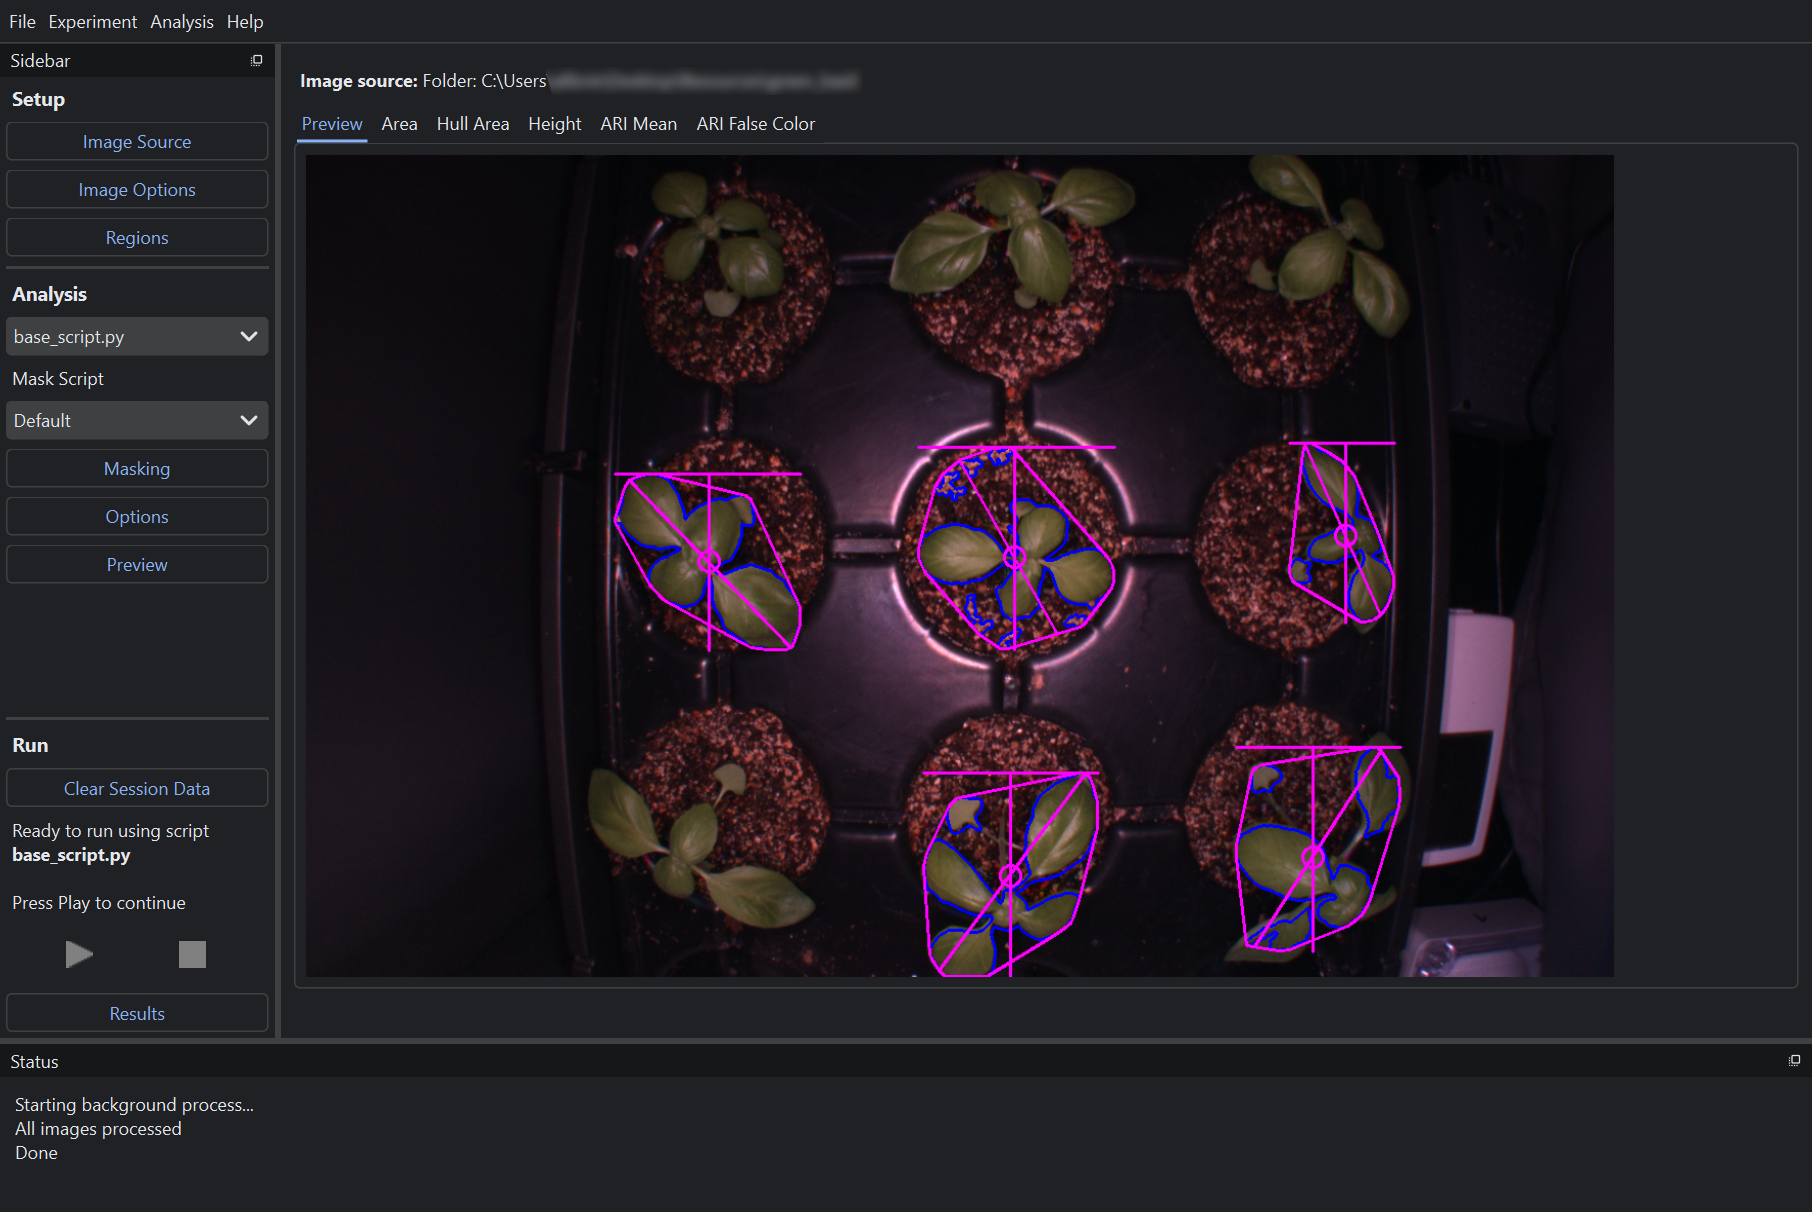 File Experiment Analysis Help
Sidebar
Setup
Image Source
Image Options
Regions
Analysis
base_script.py
Mask Script
Default
Masking
Options
Preview
Run
Clear Session Data
Ready to run using script
base_script.py
Press Play to continue
Results
Image source: Folder: C:\Users
Preview Area Hull Area Height ARI Mean ARI False Color
Status
Starting background process...
All images processed
Done